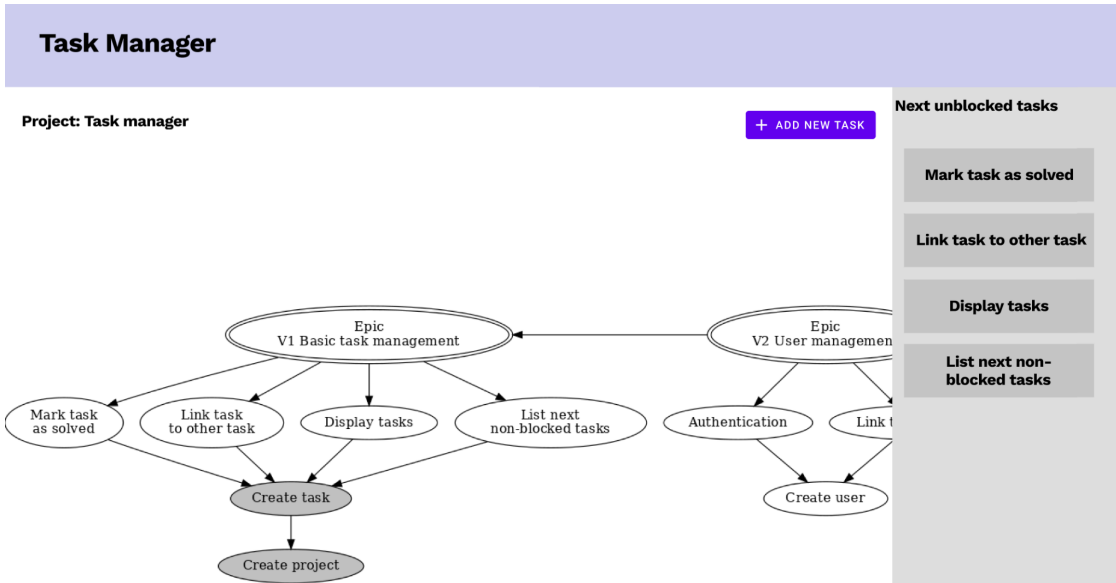 Task Manager
Project: Task manager
+ ADD NEW TASK
Next unblocked tasks
Mark task as solved
Link task to other task
Display tasks
List next non-
blocked tasks
Epic
V1 Basic task management
Epic
V2 User managemen
Mark task
as solved
Link task
to other task
Display tasks
List next
non-blocked tasks
Authentication
Link t
Create task
Create user
Create project